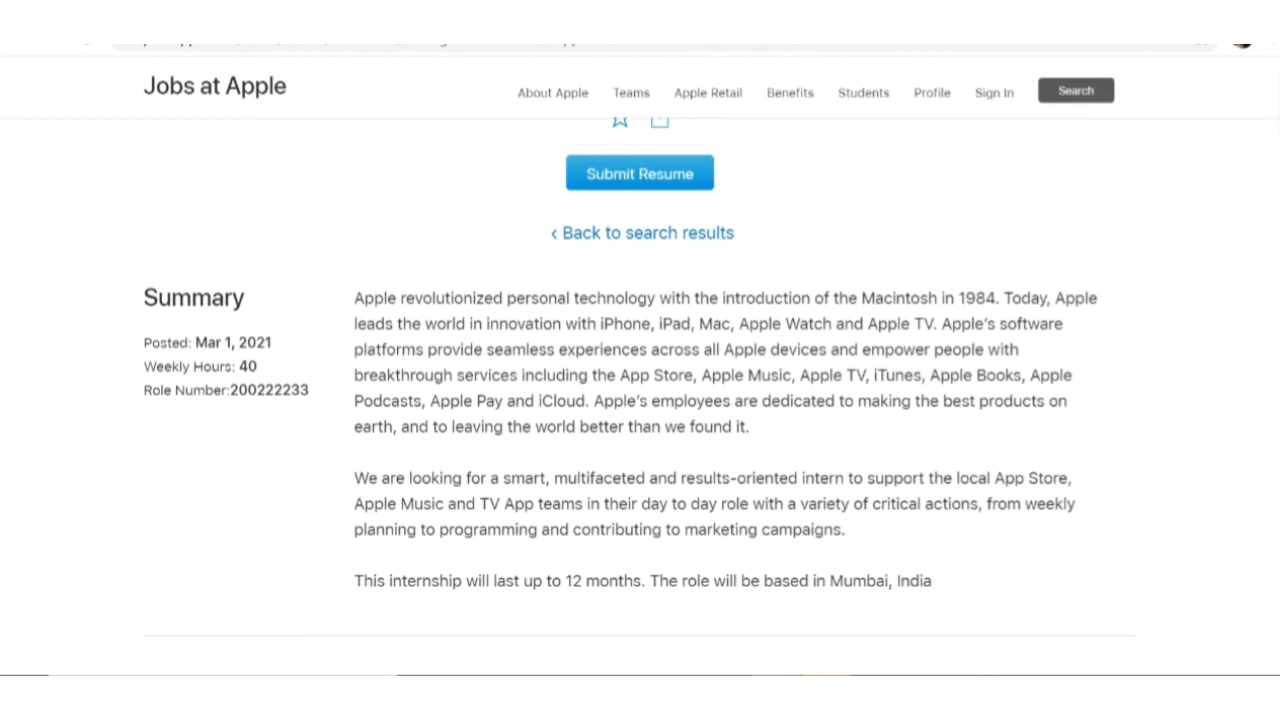 Jobs at Apple
About Apple Teams Apple Retail Benefits Students Profile Sign In Search
Submit Resume
‹ Back to search results
Summary
Posted: Mar 1, 2021
Weekly Hours: 40
Role Number:200222233
Apple revolutionized personal technology with the introduction of the Macintosh in 1984. Today, Apple
leads the world in innovation with iPhone, iPad, Mac, Apple Watch and Apple TV. Apple's software
platforms provide seamless experiences across all Apple devices and empower people with
breakthrough services including the App Store, Apple Music, Apple TV, iTunes, Apple Books, Apple
Podcasts, Apple Pay and iCloud. Apple's employees are dedicated to making the best products on
earth, and to leaving the world better than we found it.
We are looking for a smart, multifaceted and results-oriented intern to support the local App Store,
Apple Music and TV App teams in their day to day role with a variety of critical actions, from weekly
planning to programming and contributing to marketing campaigns.
This internship will last up to 12 months. The role will be based in Mumbai, India